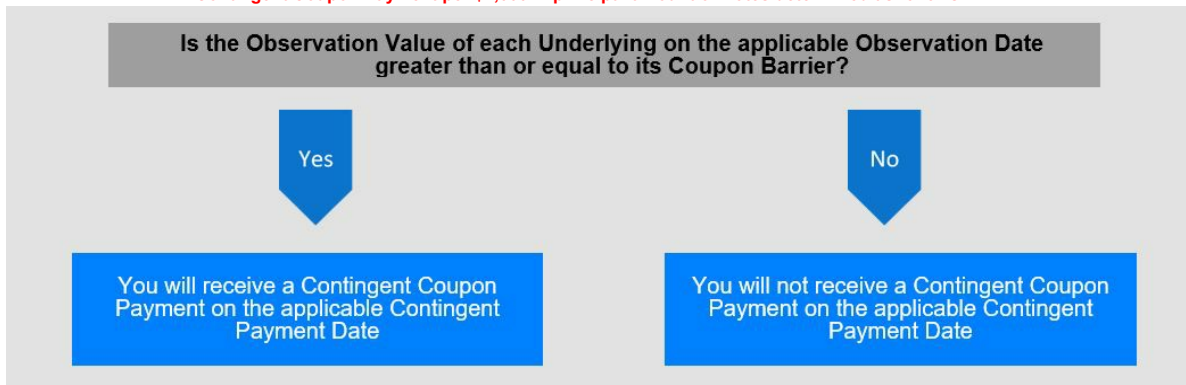 Is the Observation Value of each Underlying on the applicable Observation Date
greater than or equal to its Coupon Barrier?
Yes
No
You will receive a Contingent Coupon
Payment on the applicable Contingent
Payment Date
You will not receive a Contingent Coupon
Payment on the applicable Contingent
Payment Date